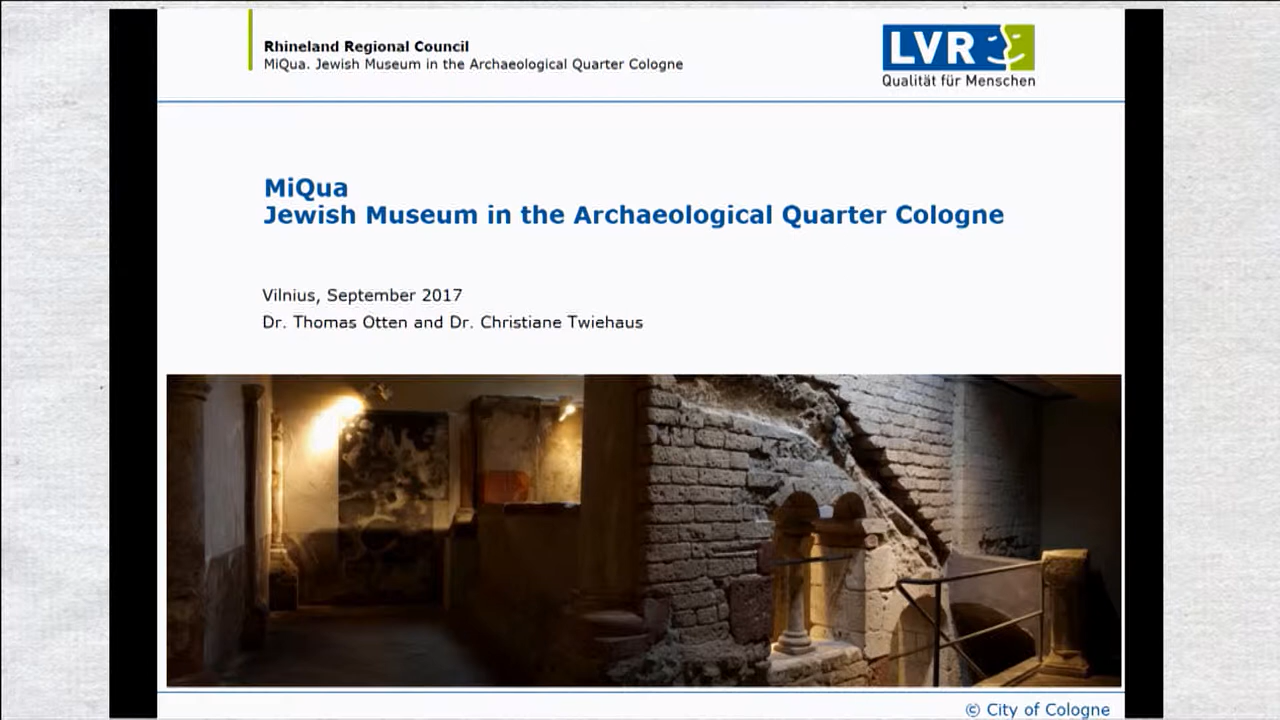 Rhineland Regional Council
MiQua. Jewish Museum in the Archaeological Quarter Cologne
LVR
Qualität für Menschen
MiQua
Jewish Museum in the Archaeological Quarter Cologne
Vilnius, September 2017
Dr. Thomas Otten and Dr. Christiane Twiehaus
© City of Cologne